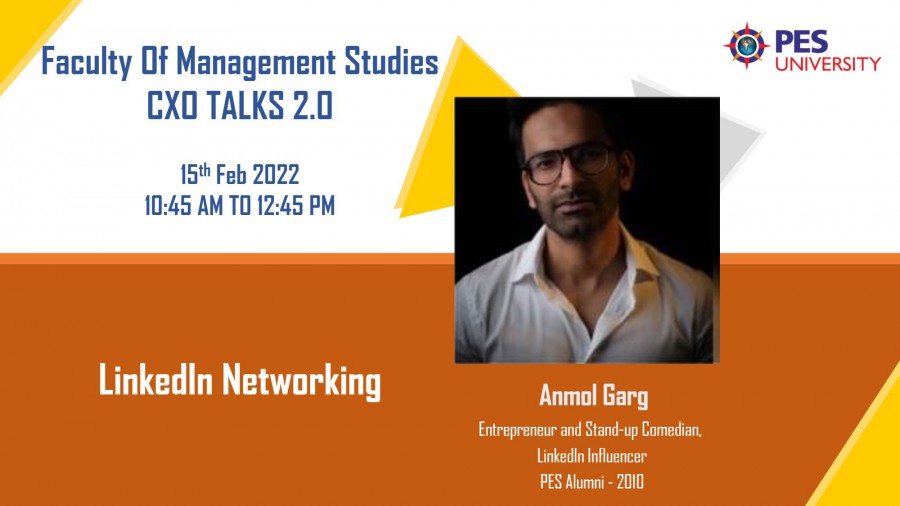 Faculty Of Management Studies
CXO TALKS 2.0
15th Feb 2022
10:45 AM TO 12:45 PM
PES
UNIVERSITY
LinkedIn Networking
Anmol Garg
Entrepreneur and Stand-up Comedian,
LinkedIn Influencer
PES Alumni - 2010